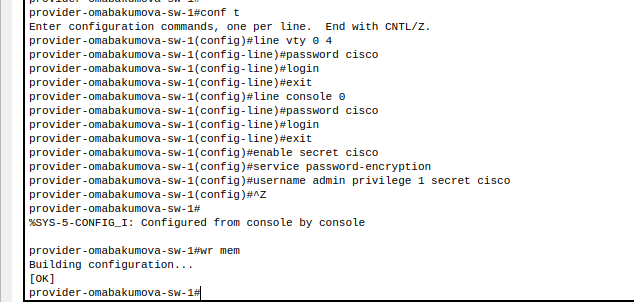 provider-omabakumova-sw-1#conf t
Enter configuration commands, one per line.  End with CNTL/Z.
provider-omabakumova-sw-1(config)#line vty 0 4
provider-omabakumova-sw-1(config-line)#password cisco
provider-omabakumova-sw-1(config-line)#login
provider-omabakumova-sw-1(config-line)#exit
provider-omabakumova-sw-1(config)#line console 0
provider-omabakumova-sw-1(config-line)#password cisco
provider-omabakumova-sw-1(config-line)#login
provider-omabakumova-sw-1(config-line)#exit
provider-omabakumova-sw-1(config)#enable secret cisco
provider-omabakumova-sw-1(config)#service password-encryption
provider-omabakumova-sw-1(config)#username admin privilege 1 secret cisco
provider-omabakumova-sw-1(config)#^Z
provider-omabakumova-sw-1#
%SYS-5-CONFIG_I: Configured from console by console
provider-omabakumova-sw-1#wr mem
Building configuration...
[OK]
provider-omabakumova-sw-1#